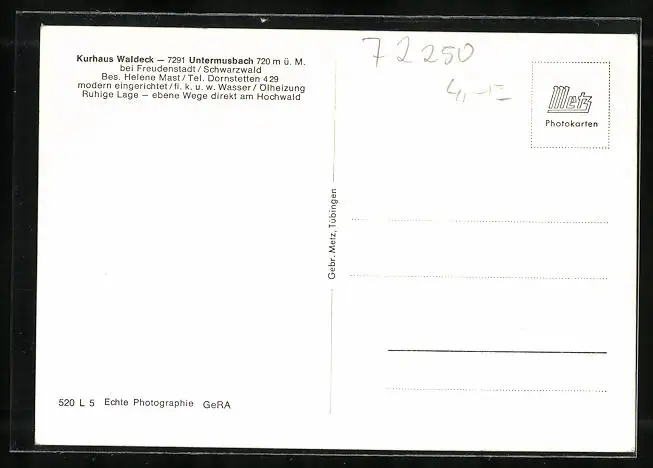 Kurhaus Waldeck — 7291 Untermusbach 720 m ü. M.
bei Freudenstadt / Schwarzwald
Bes. Helene Mast / Tel. Dornstetten 429
modern eingerichtet / fl. k. u. w. Wasser / Ölheizung
Ruhige Lage — ebene Wege direkt am Hochwald
72250
4,-
Metz
Photokarten
Gebr. Metz, Tübingen
520 L 5 Echte Photographie GeRA